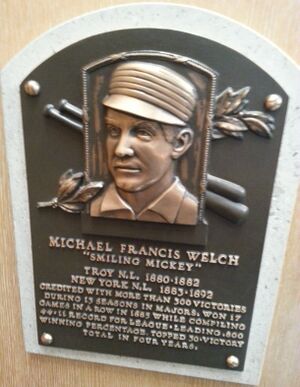 MICHAEL FRANCIS WELCH
"SMILING MICKEY"
TROY N.L. 1880-1882
NEW YORK N.L. 1883-1892
CREDITED WITH MORE THAN 300 VICTORIES
DURING 13 SEASONS IN MAJORS. WON 17
GAMES IN A ROW IN 1885 WHILE COMPILING
44-11 RECORD FOR LEAGUE-LEADING .800
WINNING PERCENTAGE. TOPPED 30-VICTORY
TOTAL IN FOUR YEARS.